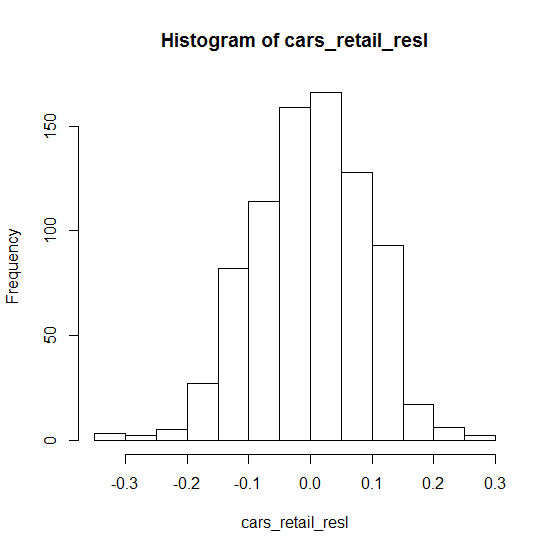 Histogram of cars_retail_resl
150
100
50
0
Frequency
-0.3 -0.2 -0.1 0.0 0.1 0.2 0.3
cars_retail_resl